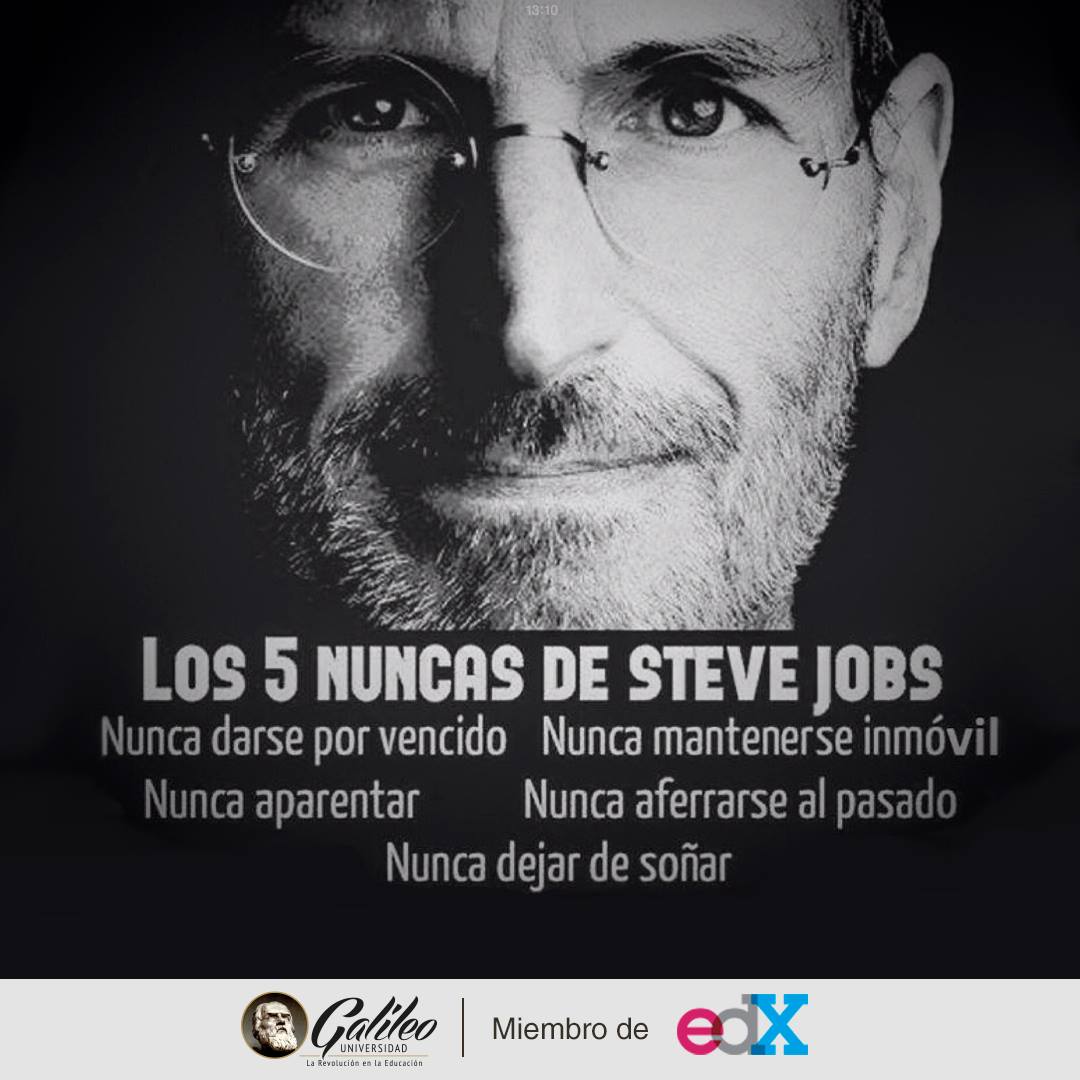 13:10
Los 5 nuncas de Steve Jobs
Nunca darse por vencido Nunca mantenerse inmóvil
Nunca aparentar Nunca aferrarse al pasado
Nunca dejar de soñar
Galileo
UNIVERSIDAD
La Revolución en la Educación
Miembro de
edX